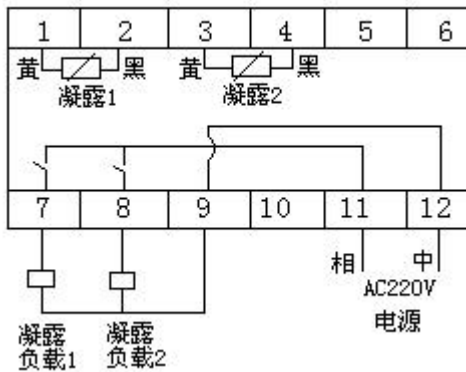 1 2 3 4 5 6
黄 黑 黄 黑
凝露1 凝露2
7 8 9 10 11 12
相 中
AC220V
电源
凝露 凝露
负载1 负载2